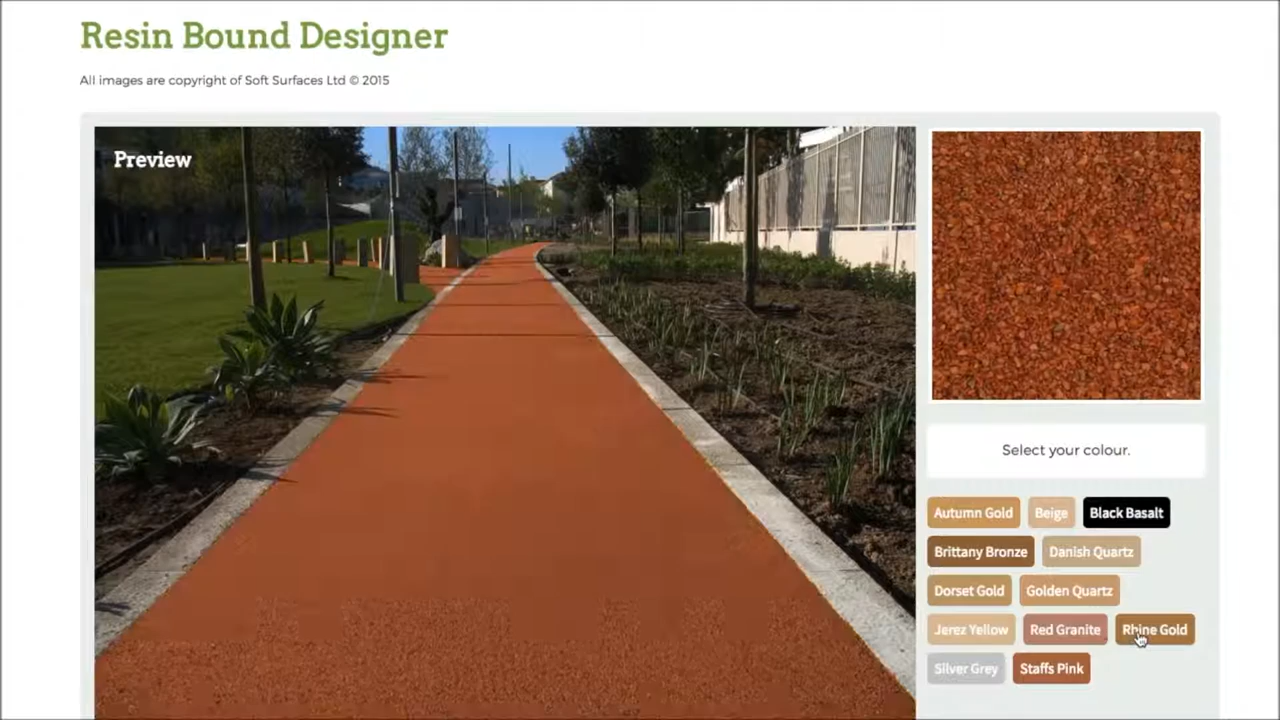 Resin Bound Designer
All images are copyright of Soft Surfaces Ltd © 2015
Preview
Select your colour.
Autumn Gold Beige Black Basalt
Brittany Bronze Danish Quartz
Dorset Gold Golden Quartz
Jerez Yellow Red Granite Rhine Gold
Silver Grey Staffs Pink